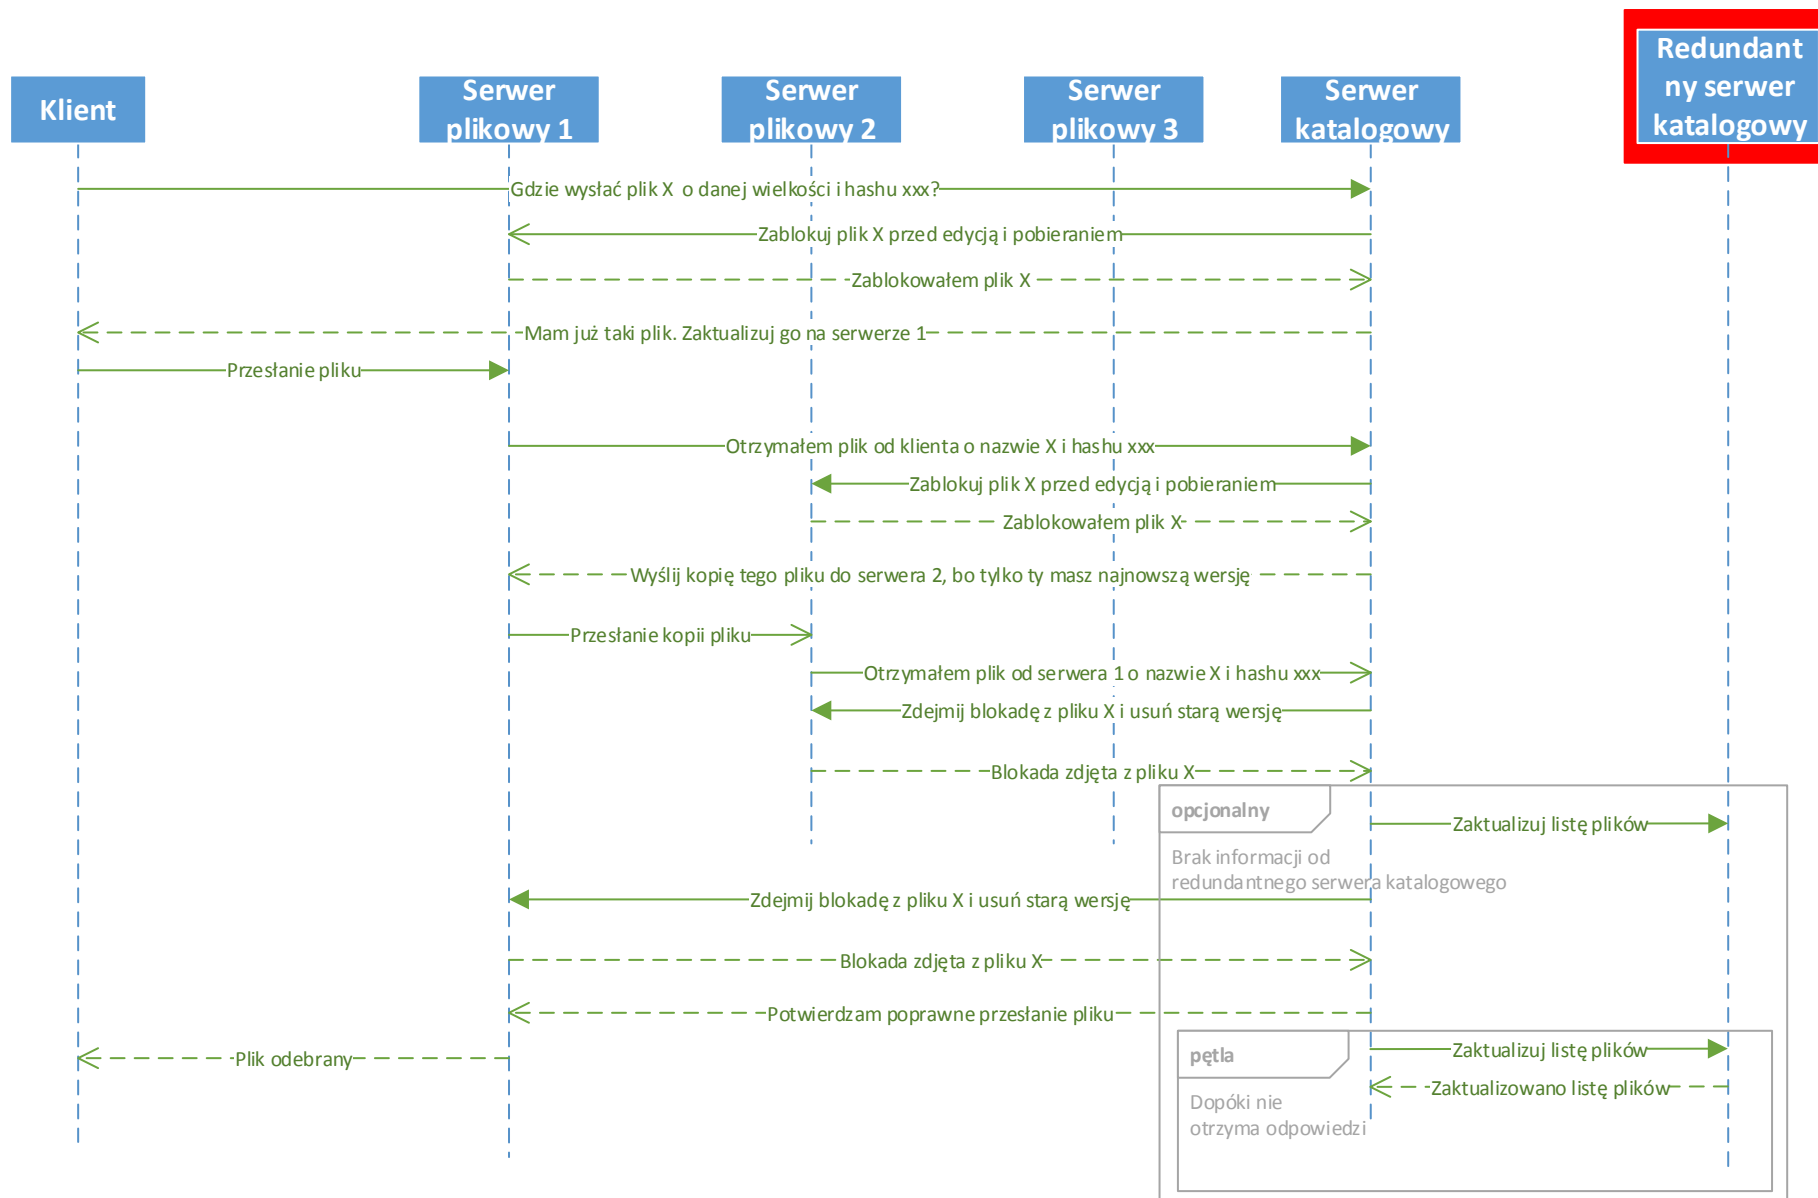 Klient
Serwer
plikowy 1
Serwer
plikowy 2
Serwer
plikowy 3
Serwer
katalogowy
Redundant
ny serwer
katalogowy
Gdzie wysłać plik X o danej wielkości i hashu xxx?
Zablokuj plik X przed edycją i pobieraniem
Zablokowałem plik X
Mam już taki plik. Zaktualizuj go na serwerze 1
Przesłanie pliku
Otrzymałem plik od klienta o nazwie X i hashu xxx
Zablokuj plik X przed edycją i pobieraniem
Zablokowałem plik X
Wyślij kopię tego pliku do serwera 2, bo tylko ty masz najnowszą wersję
Przesłanie kopii pliku
Otrzymałem plik od serwera 1 o nazwie X i hashu xxx
Zdejmij blokadę z pliku X i usuń starą wersję
Blokada zdjęta z pliku X
opcjonalny
Zaktualizuj listę plików
Brak informacji od
redundantnego serwera katalogowego
Zdejmij blokadę z pliku X i usuń starą wersję
Blokada zdjęta z pliku X
Potwierdzam poprawne przesłanie pliku
pętla
Zaktualizuj listę plików
Plik odebrany
Zaktualizowano listę plików
Dopóki nie
otrzyma odpowiedzi